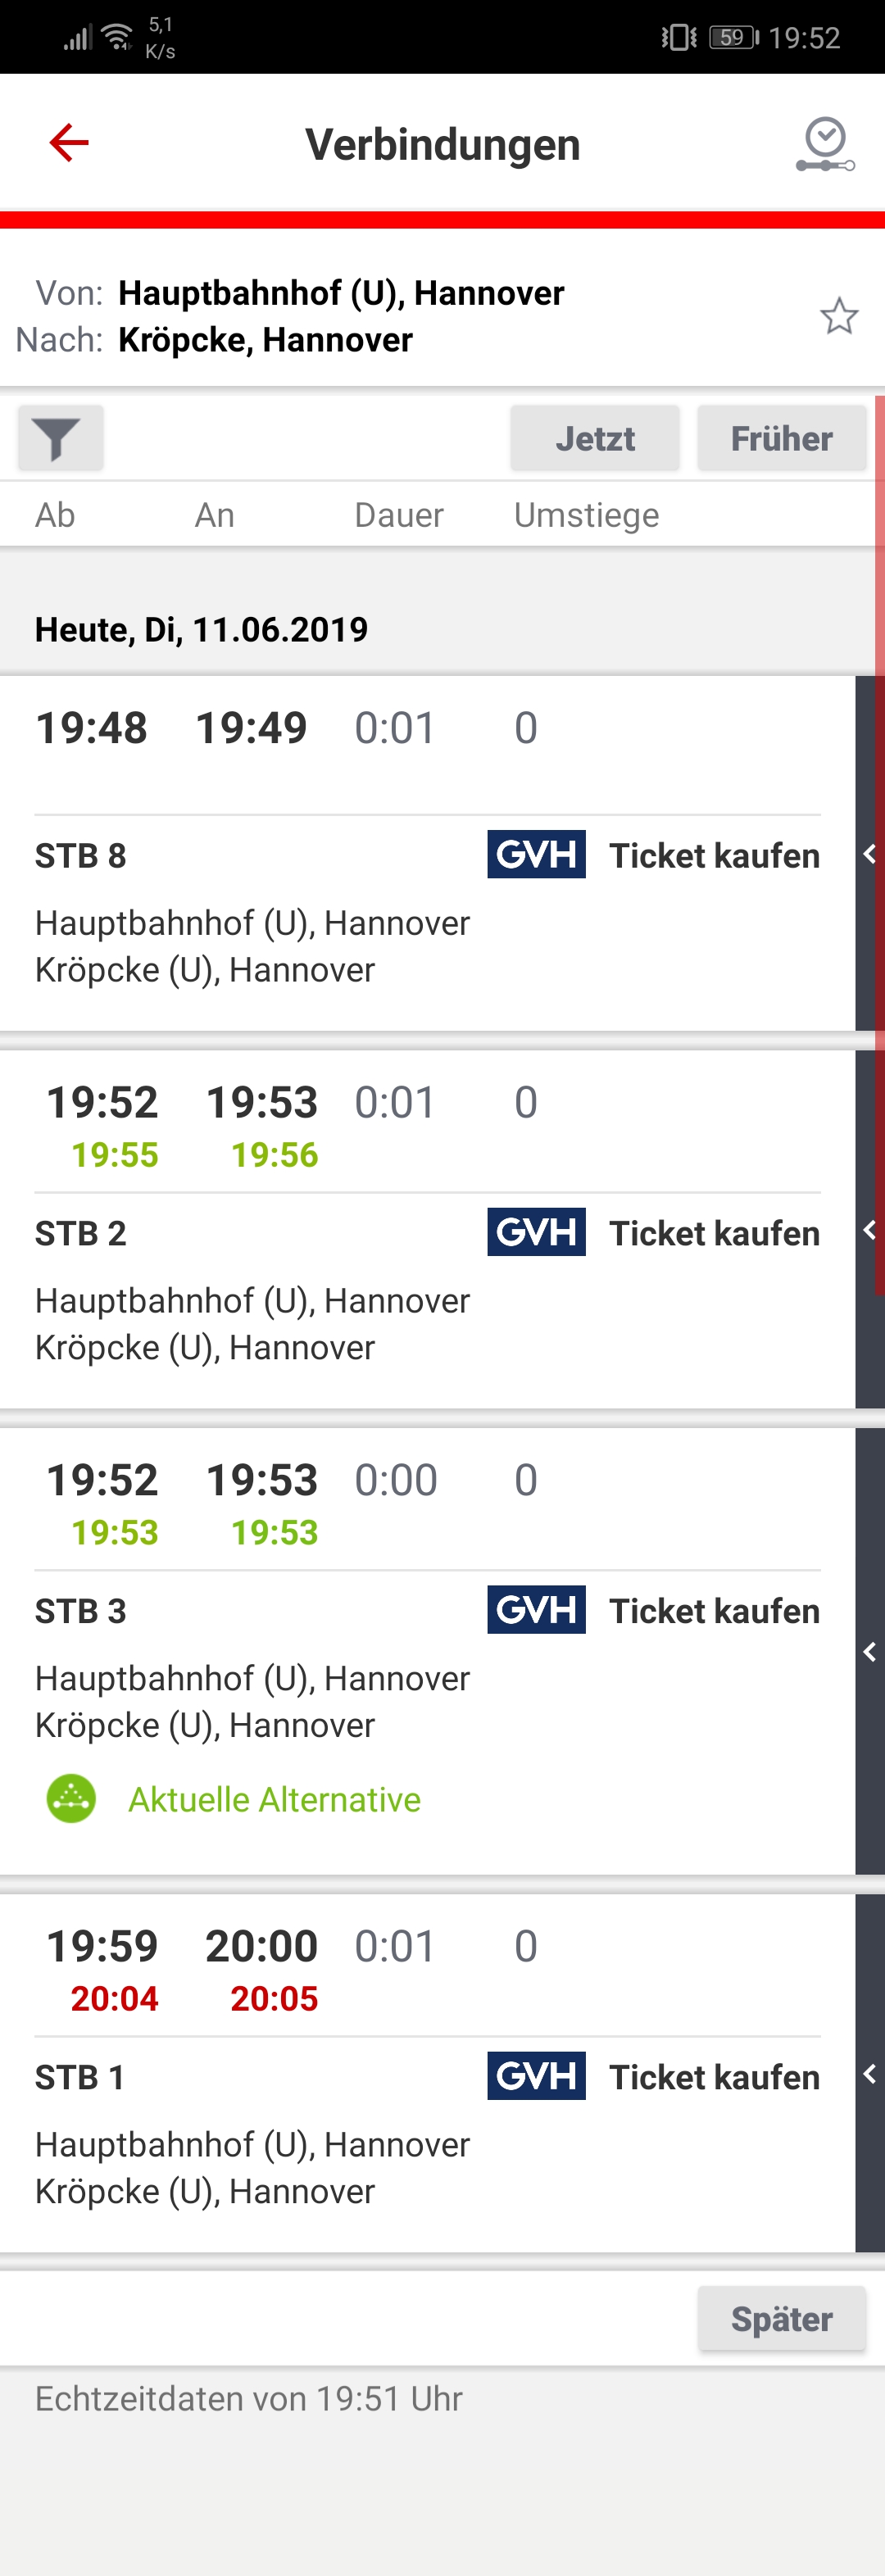 5,1
K/s
59 19:52
Verbindungen
Von: Hauptbahnhof (U), Hannover
Nach: Kröpcke, Hannover
Jetzt Früher
Ab An Dauer Umstiege
Heute, Di, 11.06.2019
19:48 19:49 0:01 0
STB 8 GVH Ticket kaufen
Hauptbahnhof (U), Hannover
Kröpcke (U), Hannover
19:52 19:53 0:01 0
19:55 19:56
STB 2 GVH Ticket kaufen
Hauptbahnhof (U), Hannover
Kröpcke (U), Hannover
19:52 19:53 0:00 0
19:53 19:53
STB 3 GVH Ticket kaufen
Hauptbahnhof (U), Hannover
Kröpcke (U), Hannover
Aktuelle Alternative
19:59 20:00 0:01 0
20:04 20:05
STB 1 GVH Ticket kaufen
Hauptbahnhof (U), Hannover
Kröpcke (U), Hannover
Später
Echtzeitdaten von 19:51 Uhr